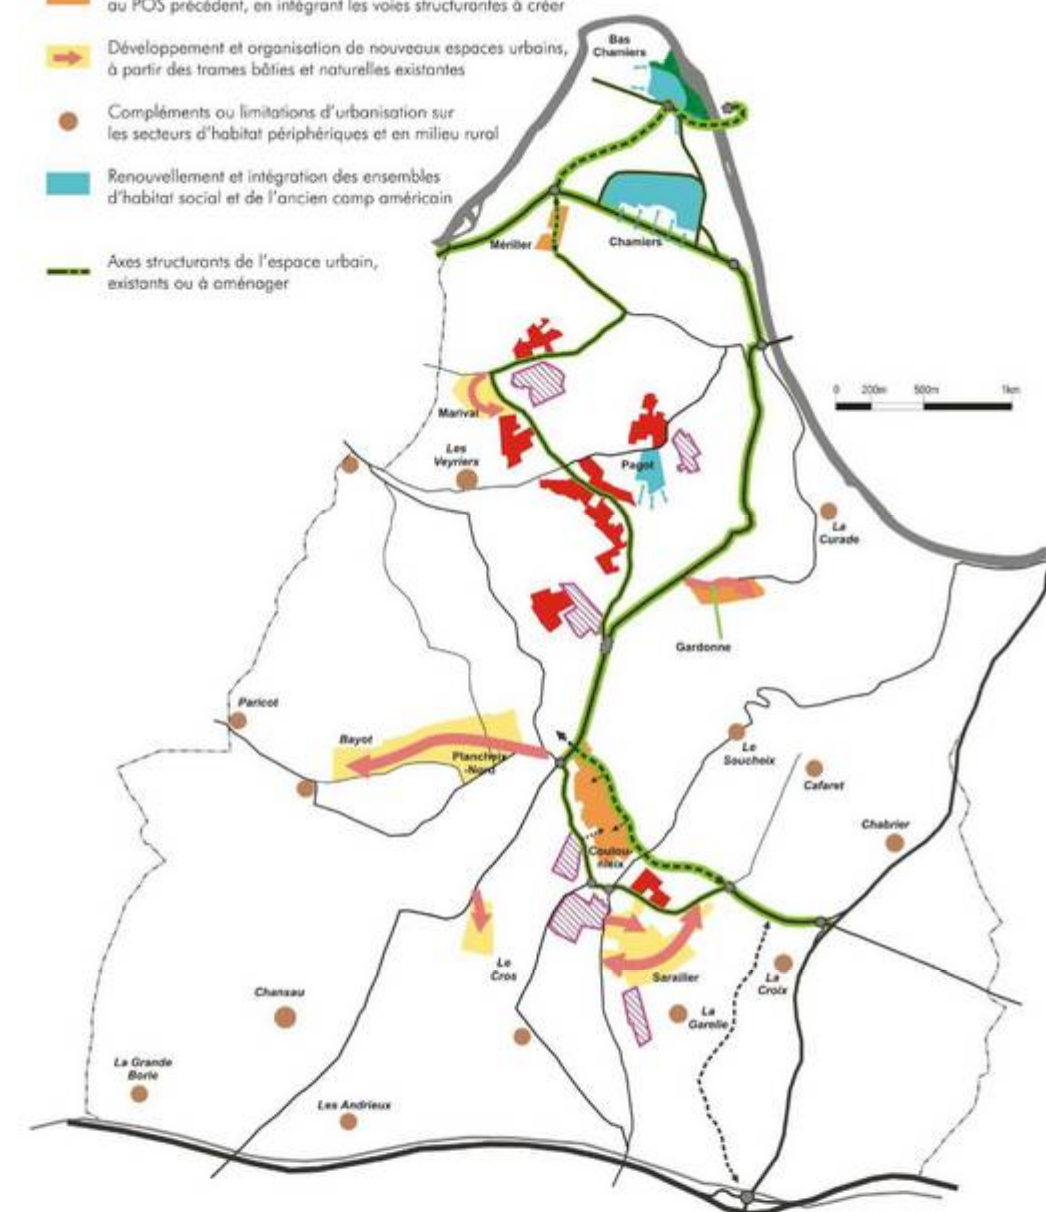 au POS précédent, en intégrant les voies structurantes à créer
Développement et organisation de nouveaux espaces urbains,
à partir des trames bâties et naturelles existantes
Compléments ou limitations d'urbanisation sur
les secteurs d'habitat périphériques et en milieu rural
Renouvellement et intégration des ensembles
d'habitat social et de l'ancien camp américain
Axes structurants de l'espace urbain,
existants ou à aménager
Bas
Chamiers
Mériller
Chamiers
0 200m 500m 1km
Marival
Les
Veyriers
Pagot
La
Curade
Gardonne
Paricot
Bayot
Plancheix
-Nord
Le
Soucheix
Cafaret
Chabrier
Coulou-
nieix
Le
Cros
Sarailler
La
Croix
Chansau
La
Garelie
La Grande
Borie
Les Andrieux